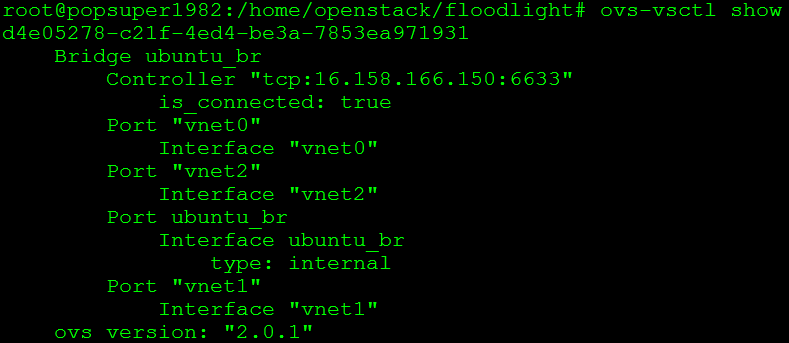 root@popsuper1982:/home/openstack/floodlight# ovs-vsctl show
d4e05278-c21f-4ed4-be3a-7853ea971931
    Bridge ubuntu_br
        Controller "tcp:16.158.166.150:6633"
            is_connected: true
        Port "vnet0"
            Interface "vnet0"
        Port "vnet2"
            Interface "vnet2"
        Port ubuntu_br
            Interface ubuntu_br
                type: internal
        Port "vnet1"
            Interface "vnet1"
    ovs version: "2.0.1"